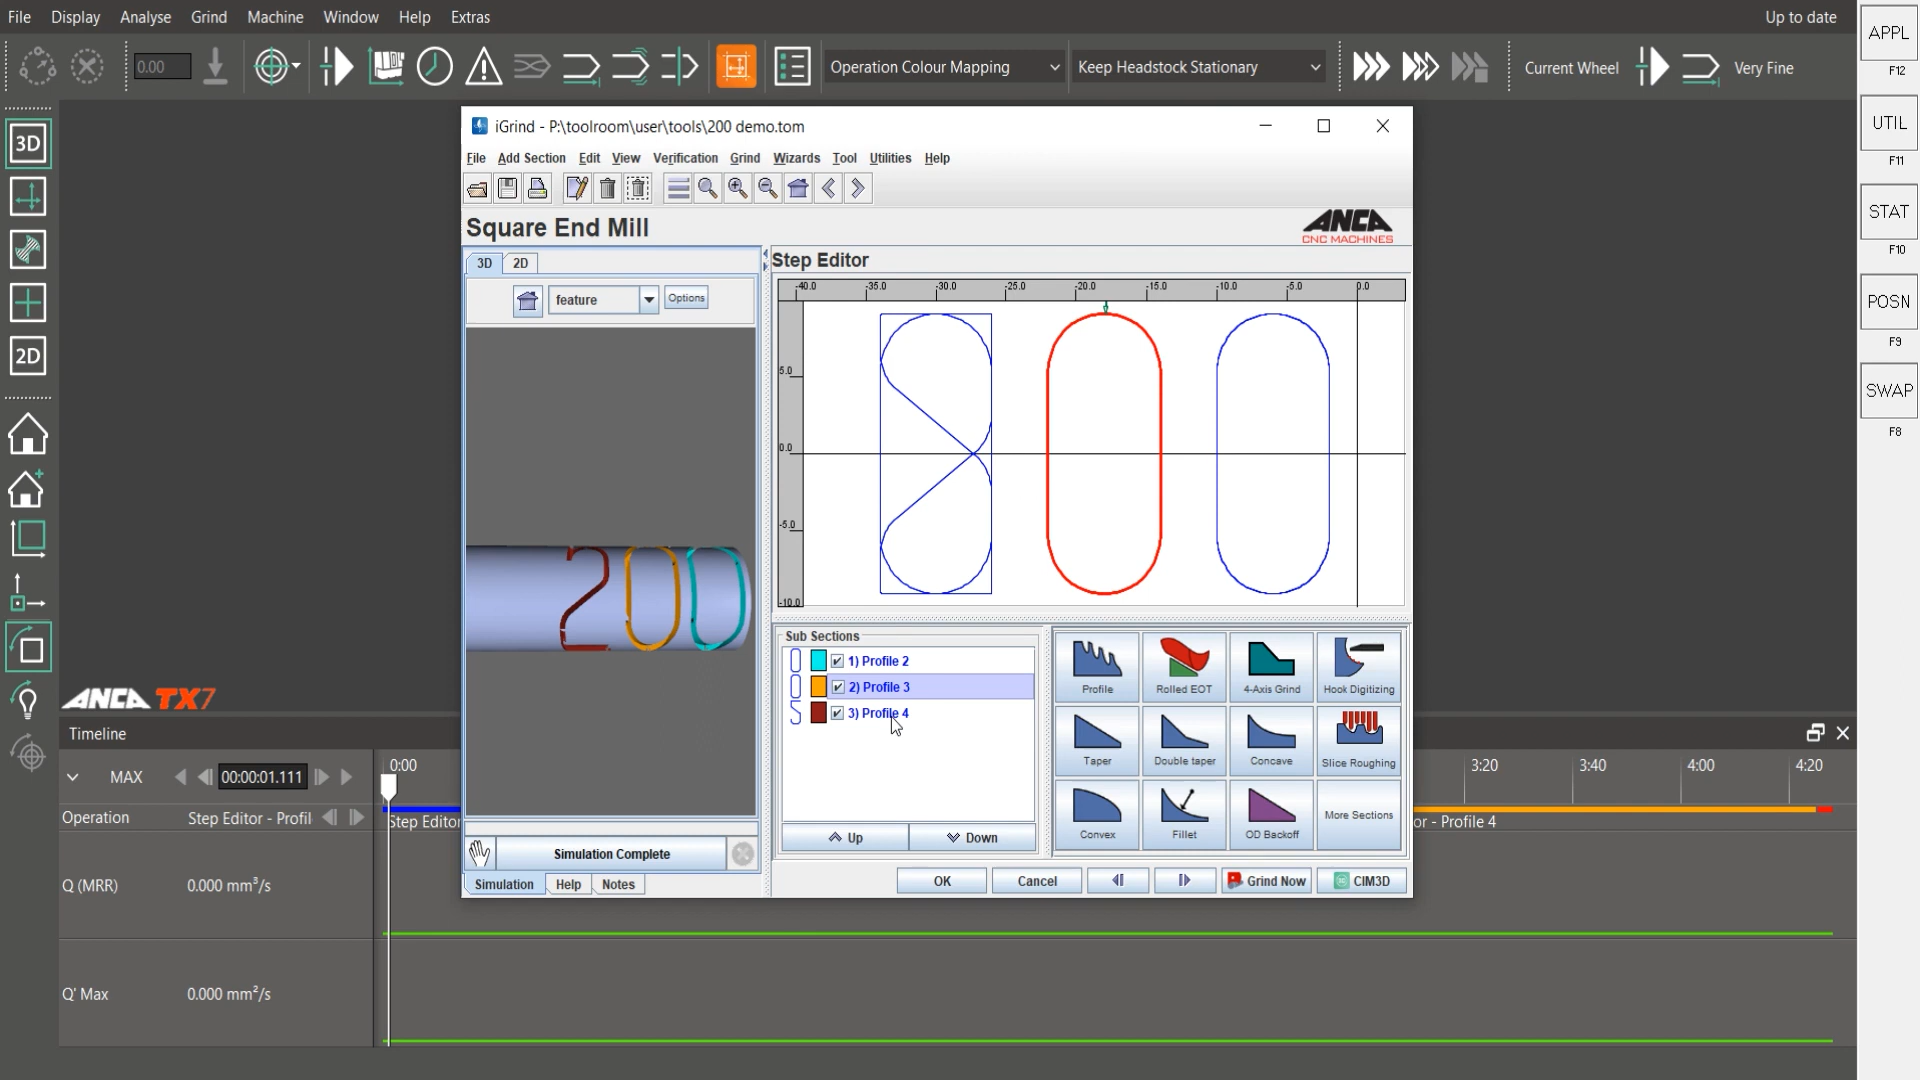 File Display Analyse Grind Machine Window Help Extras Up to date
0.00 Operation Colour Mapping Keep Headstock Stationary Current Wheel Very Fine
APPL
F12
UTIL
F11
STAT
F10
POSN
F9
SWAP
F8
3D
2D
iGrind - P:\toolroom\user\tools\200 demo.tom
File Add Section Edit View Verification Grind Wizards Tool Utilities Help
Square End Mill
ANCA
CNC MACHINES
3D 2D
feature Options
200
Simulation Complete
Simulation Help Notes
Step Editor
-40.0 -35.0 -30.0 -25.0 -20.0 -15.0 -10.0 -5.0 0.0
5.0
0.0
-5.0
-10.0
Sub Sections
1) Profile 2
2) Profile 3
3) Profile 4
Up Down
Profile Rolled EOT 4-Axis Grind Hook Digitizing
Taper Double taper Concave Slice Roughing
Convex Fillet OD Backoff More Sections
OK Cancel Grind Now CIM3D
ANCA TX7
Timeline
MAX 00:00:01.111 0:00 3:20 3:40 4:00 4:20
Operation Step Editor - Profil Step Editor or - Profile 4
Q (MRR) 0.000 mm³/s
Q' Max 0.000 mm²/s